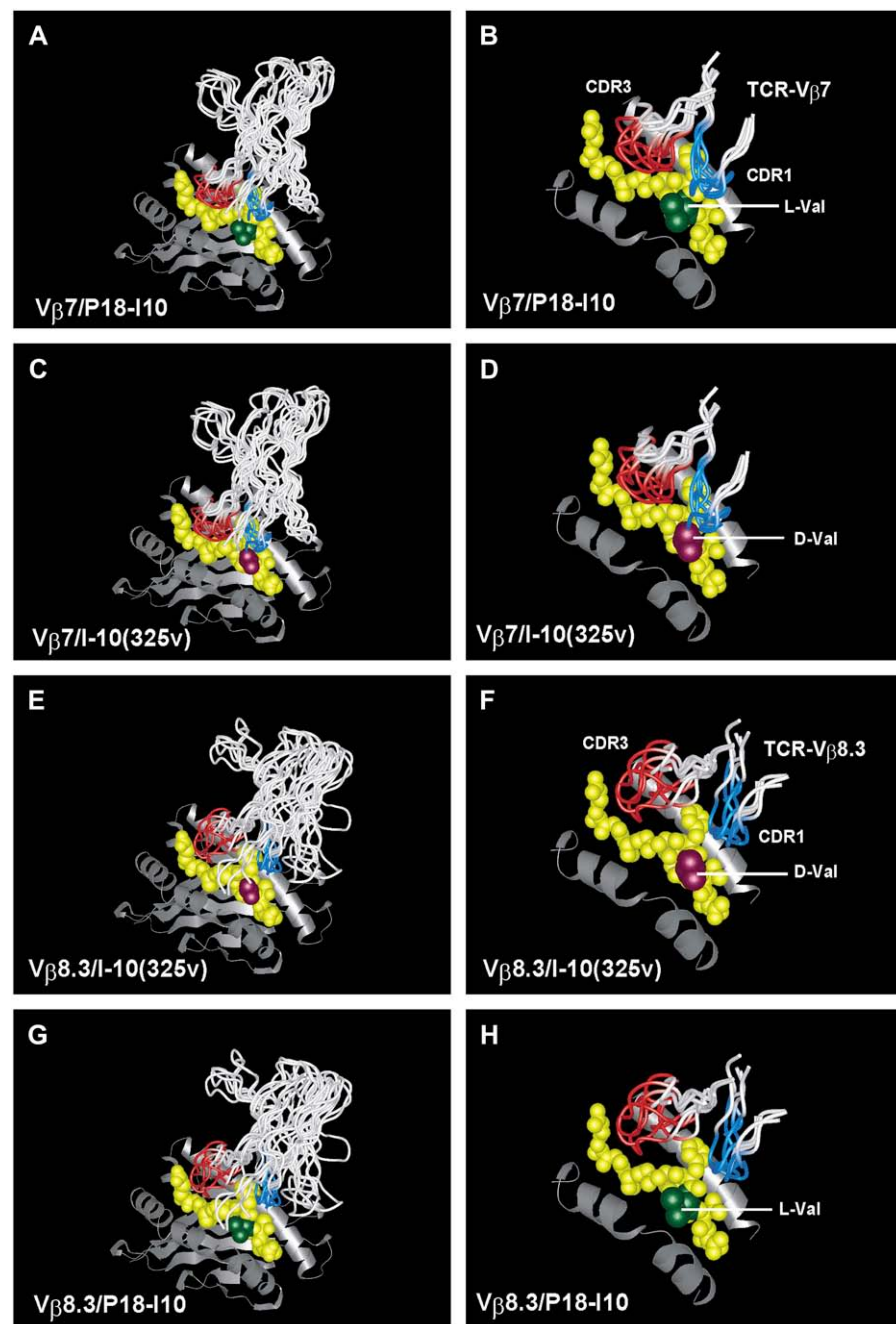 A
Vβ7/P18-I10
B
CDR3
TCR-Vβ7
CDR1
L-Val
C
Vβ7/I-10(325v)
D
D-Val
E
Vβ8.3/I-10(325v)
F
CDR3
TCR-Vβ8.3
CDR1
D-Val
G
Vβ8.3/P18-I10
H
L-Val
Vβ7/P18-I10
Vβ7/I-10(325v)
Vβ8.3/I-10(325v)
Vβ8.3/P18-I10